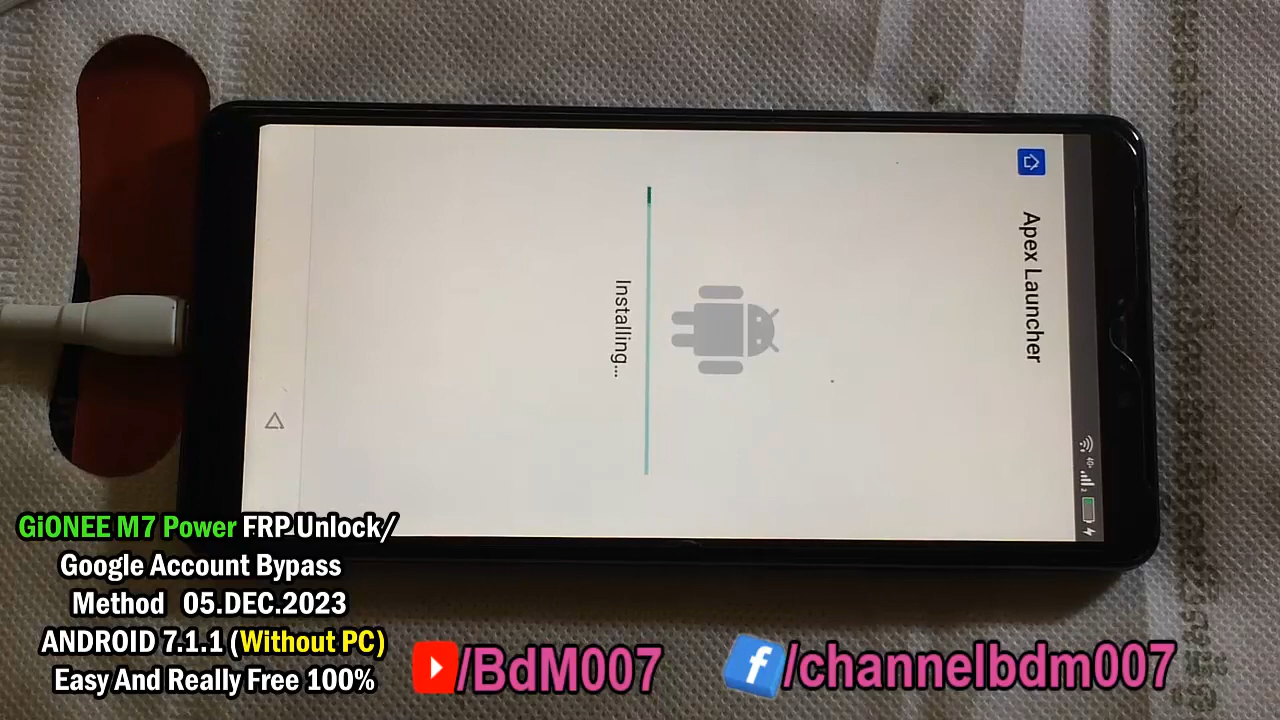 Apex Launcher
Installing...
GiONEE M7 Power FRP Unlock/
Google Account Bypass
Method 05.DEC.2023
ANDROID 7.1.1 (Without PC)
Easy And Really Free 100%
/BdM007
/channelbdm007